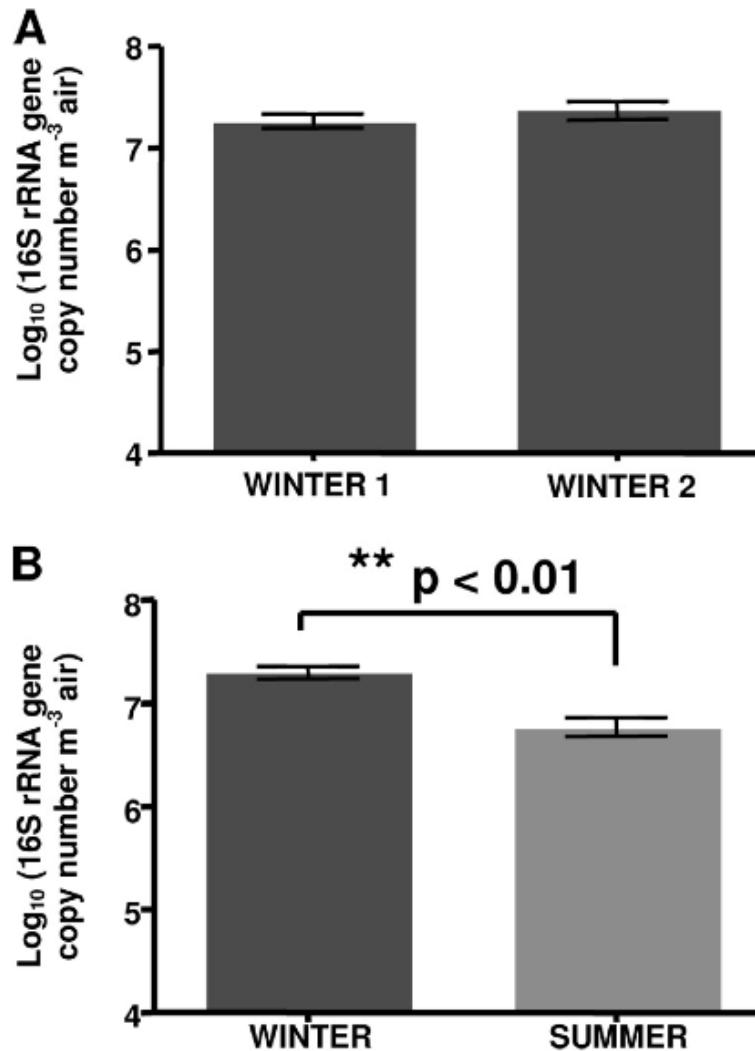 A
Log₁₀ (16S rRNA gene
copy number m⁻³ air)
8
7
6
5
4
WINTER 1 WINTER 2
B
** p < 0.01
Log₁₀ (16S rRNA gene
copy number m⁻³ air)
8
7
6
5
4
WINTER SUMMER